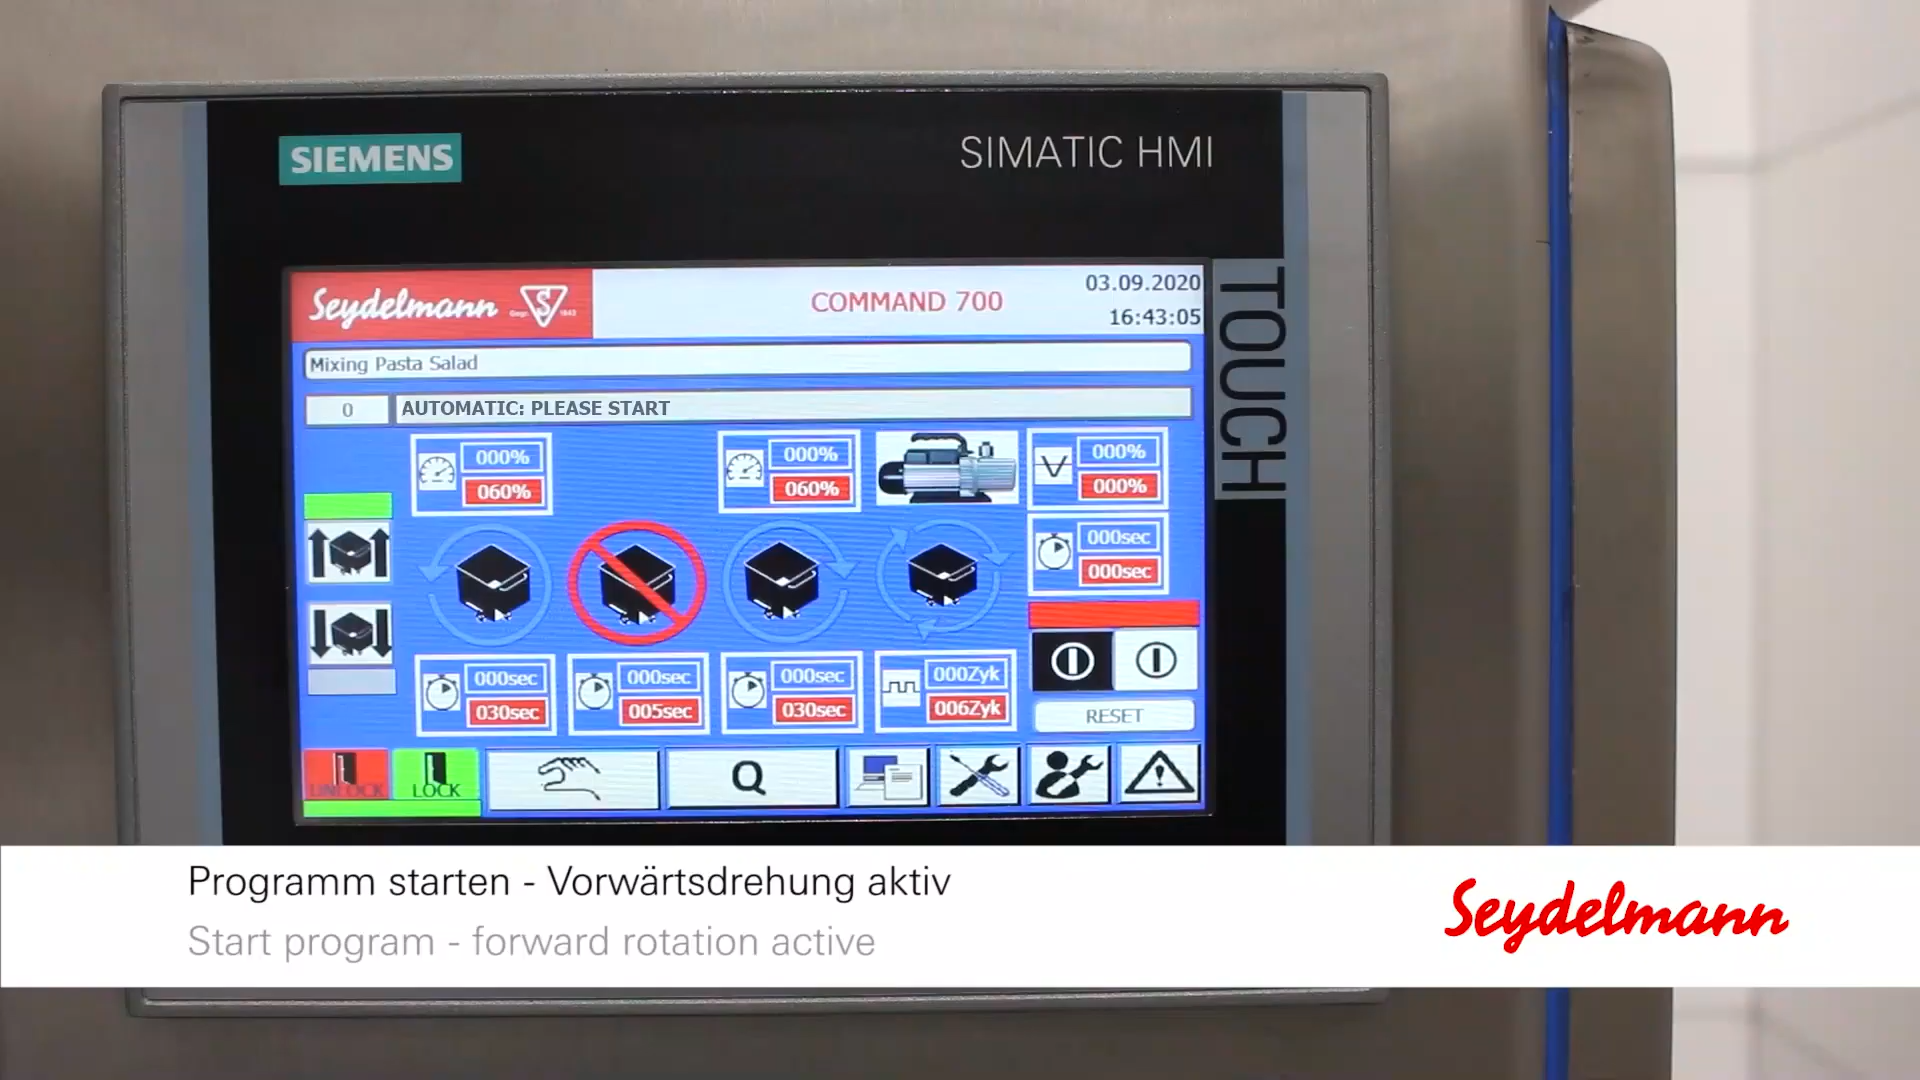 SIEMENS
SIMATIC HMI
TOUCH
Seydelmann
S
COMMAND 700
03.09.2020
16:43:05
Mixing Pasta Salad
0
AUTOMATIC: PLEASE START
000%
060%
000%
060%
000%
000%
000sec
000sec
000sec
030sec
000sec
005sec
000sec
030sec
000Zyk
006Zyk
RESET
UNLOCK
LOCK
Q
Programm starten - Vorwärtsdrehung aktiv
Start program - forward rotation active
Seydelmann